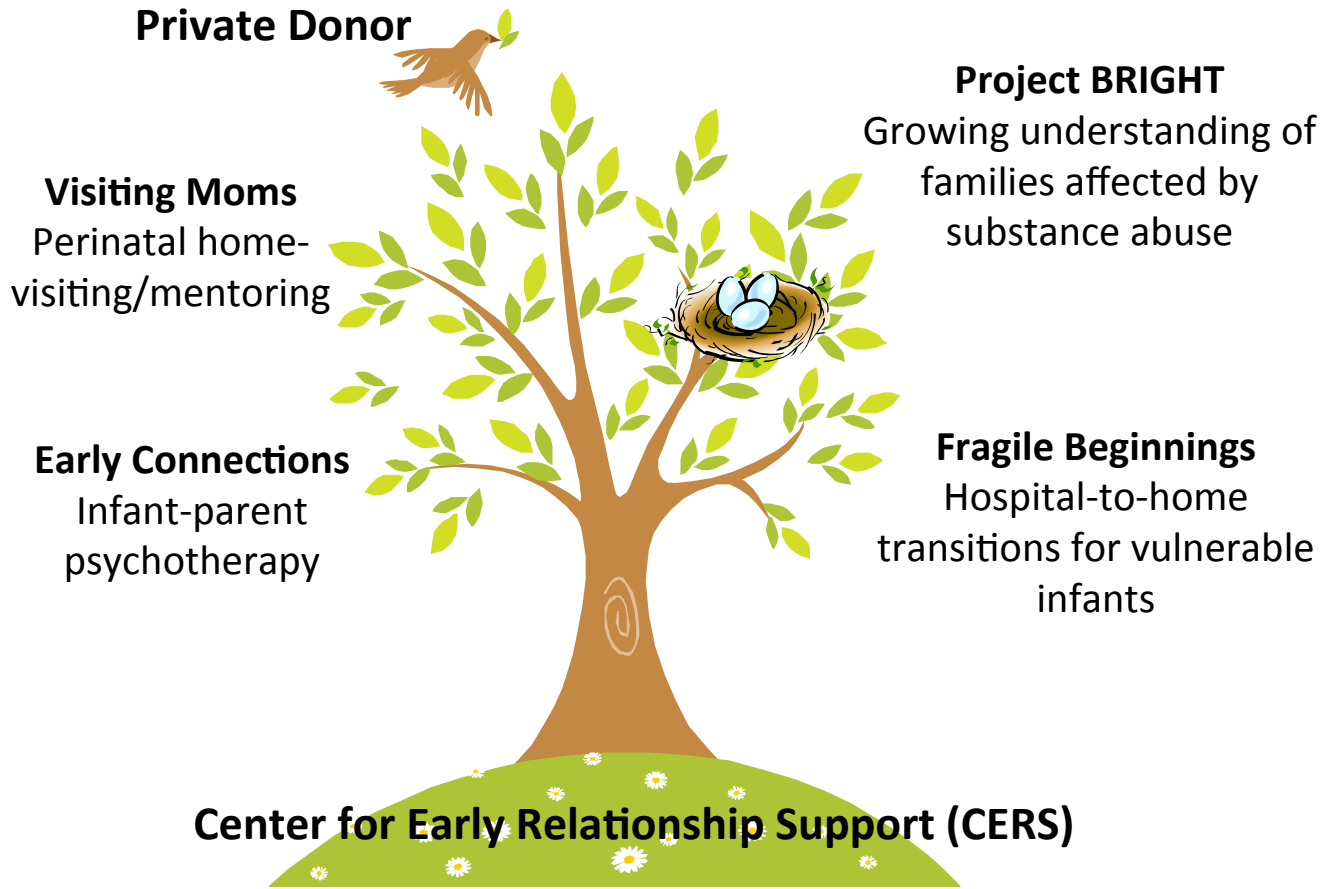 Private Donor
Project BRIGHT
Growing understanding of
families affected by
substance abuse
Visiting Moms
Perinatal home-
visiting/mentoring
Early Connections
Infant-parent
psychotherapy
Fragile Beginnings
Hospital-to-home
transitions for vulnerable
infants
Center for Early Relationship Support (CERS)